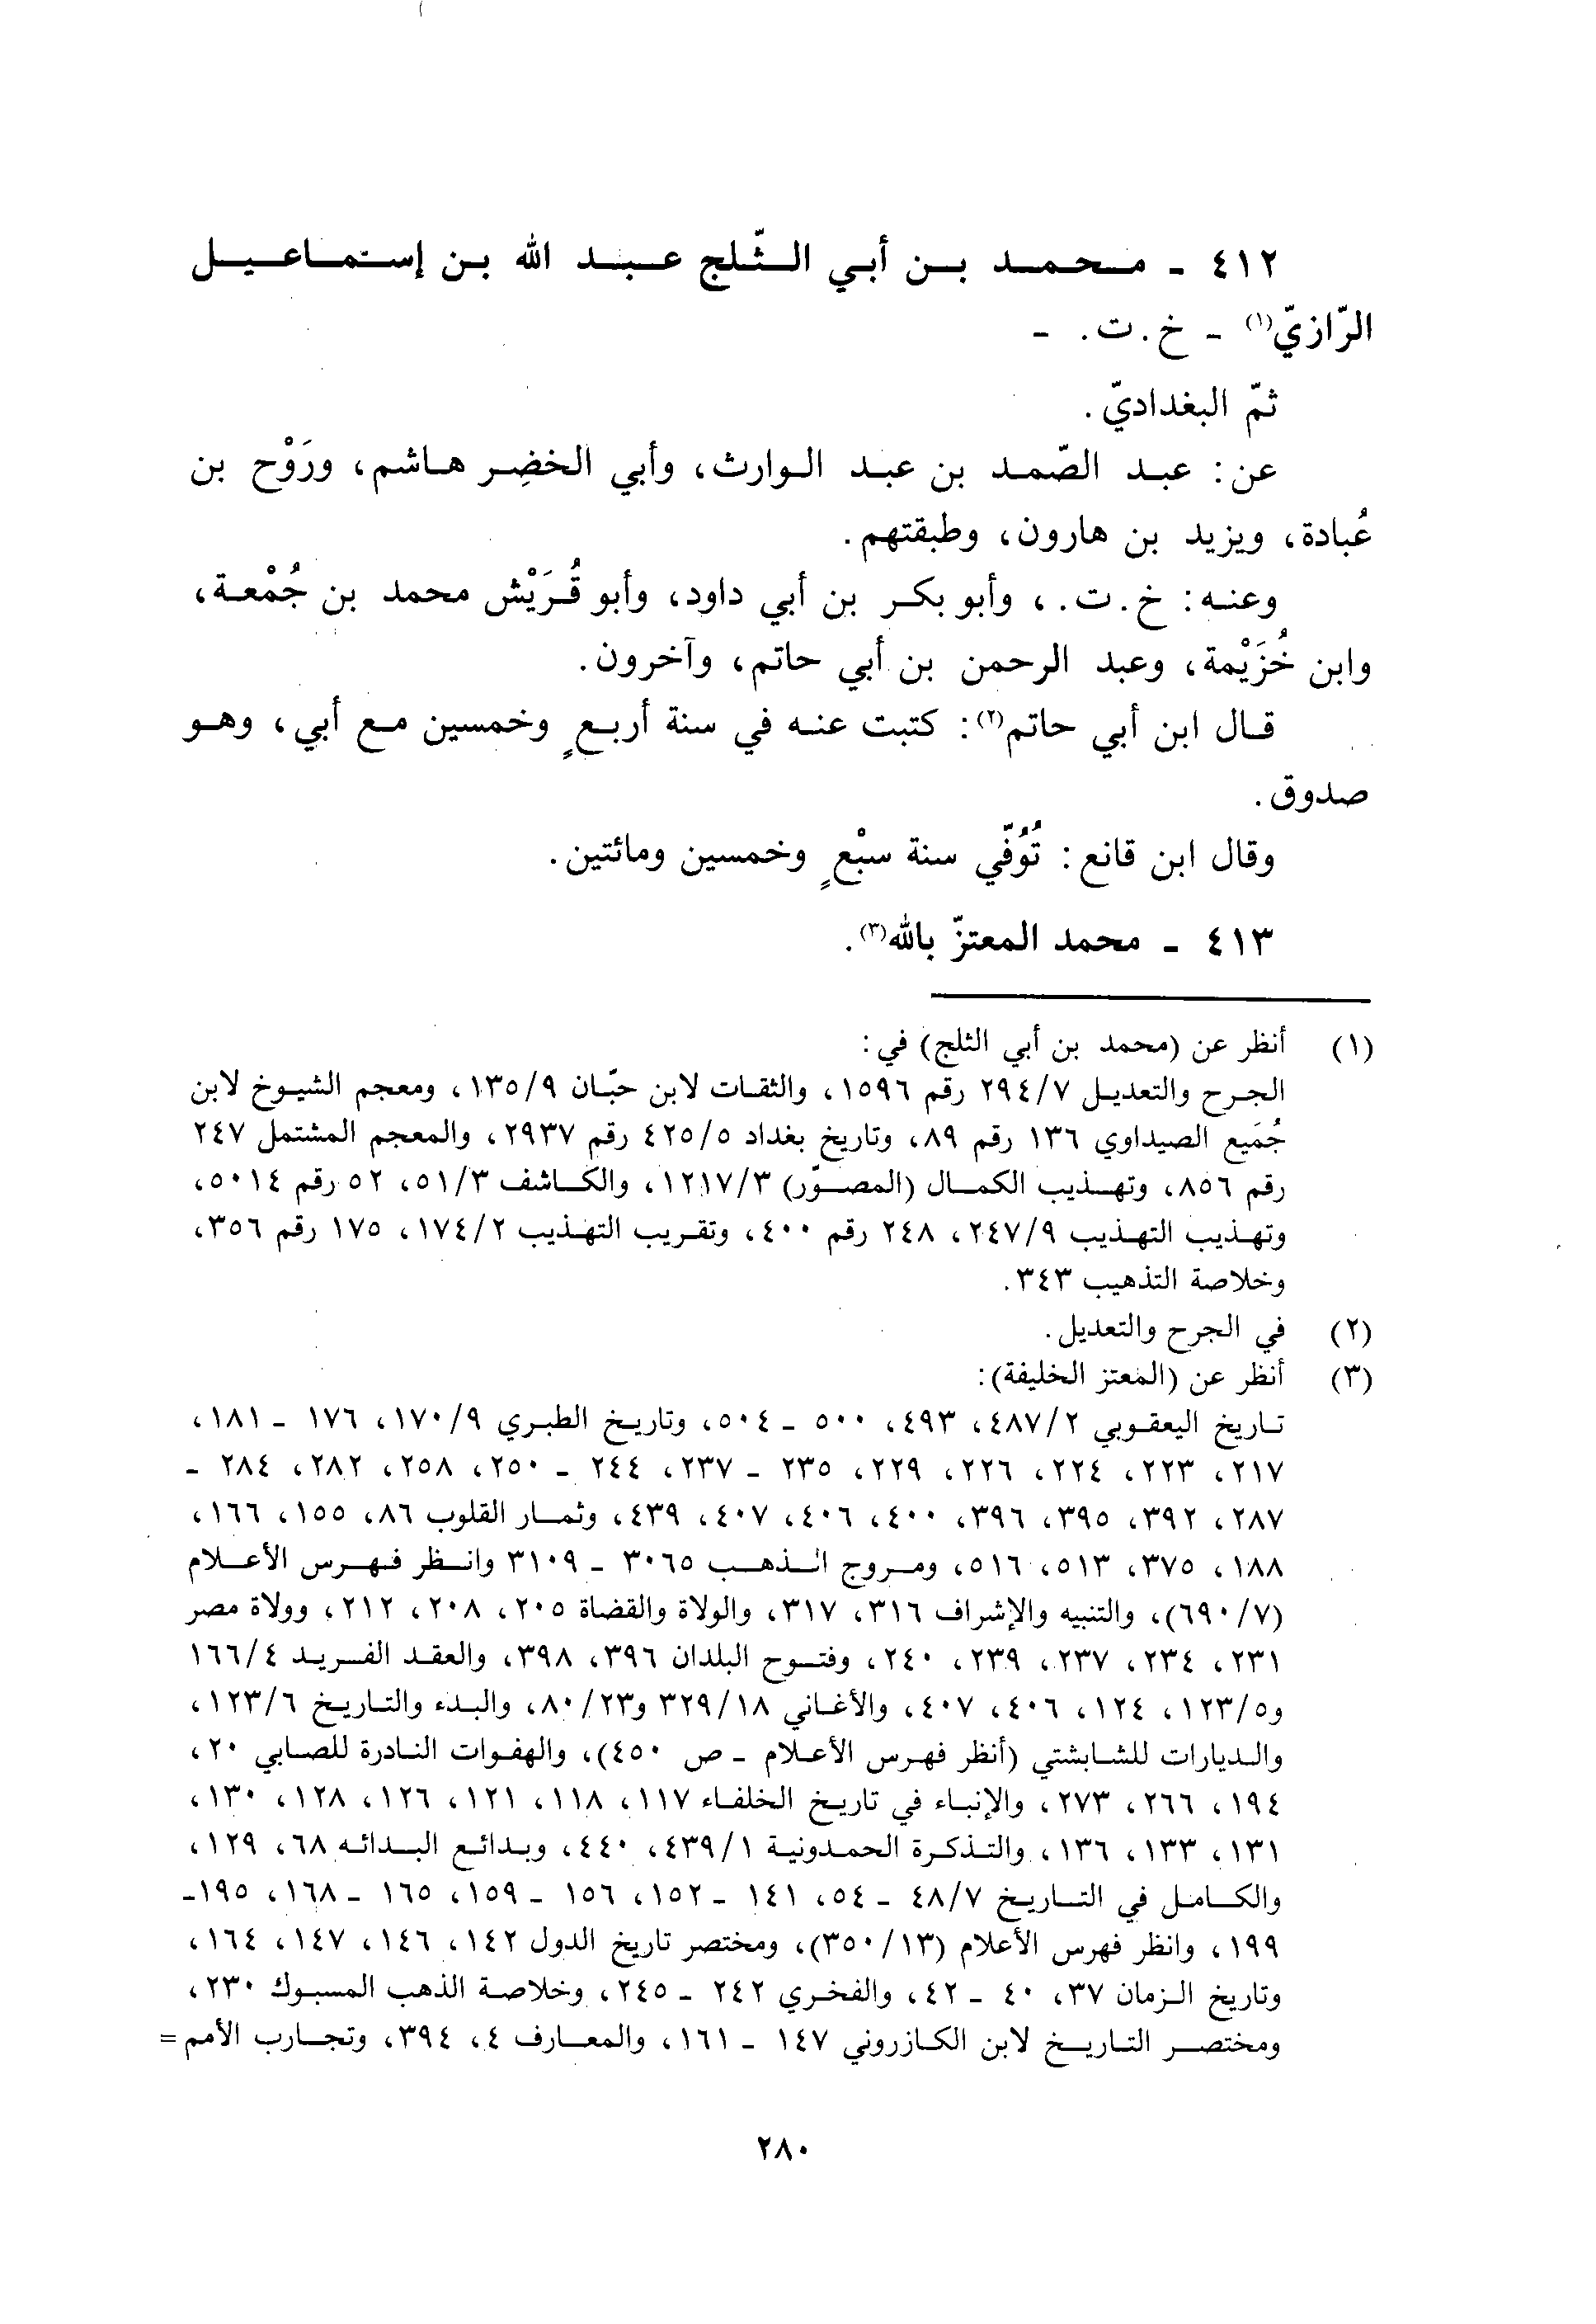 ٤١٢ - محمد بن أبي الثّلج عبد الله بن إسماعيل
الرّازيّ(١) - خ. ت. -
ثمّ البغداديّ.
عن: عبد الصّمد بن عبد الوارث، وأبي الخضِر هاشم، ورَوْح بن
عُبادة، ويزيد بن هارون، وطبقتهم.
وعنه: خ. ت.، وأبو بكر بن أبي داود، وأبو قُرَيْش محمد بن جُمْعة،
وابن خُزَيْمة، وعبد الرحمن بن أبي حاتم، وآخرون.
قال ابن أبي حاتم(٢): كتبت عنه في سنة أربعٍ وخمسين مع أبي، وهو
صدوق.
وقال ابن قانع: تُوُفّي سنة سبْعٍ وخمسين ومائتين.
٤١٣ - محمد المعتزّ بالله(٣).
(١) أنظر عن (محمد بن أبي الثلج) في:
الجرح والتعديل ٢٩٤/٧ رقم ١٥٩٦، والثقات لابن حبّان ١٣٥/٩، ومعجم الشيوخ لابن
جُمَيع الصيداوي ١٣٦ رقم ٨٩، وتاريخ بغداد ٤٢٥/٥ رقم ٢٩٣٧، والمعجم المشتمل ٢٤٧
رقم ٨٥٦، وتهذيب الكمال (المصوّر) ١٢١٧/٣، والكاشف ٥١/٣، ٥٢ رقم ٥٠١٤،
وتهذيب التهذيب ٢٤٧/٩، ٢٤٨ رقم ٤٠٠، وتقريب التهذيب ١٧٤/٢، ١٧٥ رقم ٣٥٦،
وخلاصة التذهيب ٣٤٣.
(٢) في الجرح والتعديل.
(٣) أنظر عن (المعتز الخليفة):
تاريخ اليعقوبي ٤٨٧/٢، ٤٩٣، ٥٠٠ - ٥٠٤، وتاريخ الطبري ١٧٠/٩، ١٧٦ - ١٨١،
٢١٧، ٢٢٣، ٢٢٤، ٢٢٦، ٢٢٩، ٢٣٥ - ٢٣٧، ٢٤٤ - ٢٥٠، ٢٥٨، ٢٨٢، ٢٨٤ -
٢٨٧، ٣٩٢، ٣٩٥، ٣٩٦، ٤٠٠، ٤٠٦، ٤٠٧، ٤٣٩، وثمار القلوب ٨٦، ١٥٥، ١٦٦،
١٨٨، ٣٧٥، ٥١٣، ٥١٦، ومروج الذهب ٣٠٦٥ - ٣١٠٩ وانظر فهرس الأعلام
(٦٩٠/٧)، والتنبيه والإشراف ٣١٦، ٣١٧، والولاة والقضاة ٢٠٥، ٢٠٨، ٢١٢، وولاة مصر
٢٣١، ٢٣٤، ٢٣٧، ٢٣٩، ٢٤٠، وفتوح البلدان ٣٩٦، ٣٩٨، والعقد الفريد ١٦٦/٤
و١٢٣/٥، ١٢٤، ٤٠٦، ٤٠٧، والأغاني ٣٢٩/١٨ و٨٠/٢٣، والبدء والتاريخ ١٢٣/٦،
والديارات للشابشتي (أنظر فهرس الأعلام - ص ٤٥٠)، والهفوات النادرة للصابي ٢٠،
١٩٤، ٢٦٦، ٢٧٣، والإنباء في تاريخ الخلفاء ١١٧، ١١٨، ١٢١، ١٢٦، ١٢٨، ١٣٠،
١٣١، ١٣٣، ١٣٦، والتذكرة الحمدونية ٤٣٩/١، ٤٤٠، وبدائع البدائه ٦٨، ١٢٩،
والكامل في التاريخ ٤٨/٧ - ٥٤، ١٤١ - ١٥٢، ١٥٦ - ١٥٩، ١٦٥ - ١٦٨، ١٩٥-
١٩٩، وانظر فهرس الأعلام (٣٥٠/١٣)، ومختصر تاريخ الدول ١٤٢، ١٤٦، ١٤٧، ١٦٤،
وتاريخ الزمان ٣٧، ٤٠ - ٤٢، والفخري ٢٤٢ - ٢٤٥، وخلاصة الذهب المسبوك ٢٣٠،
ومختصر التاريخ لابن الكازروني ١٤٧ - ١٦١، والمعارف ٤، ٣٩٤، وتجارب الأمم =
٢٨٠